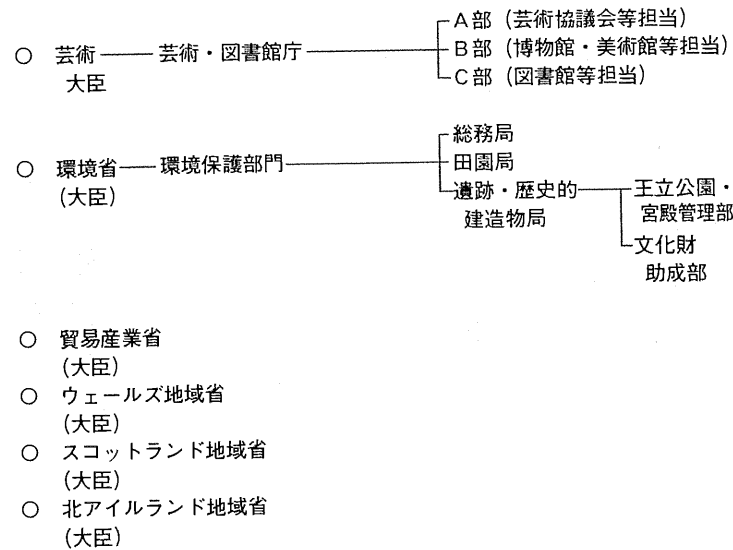 A部（芸術協議会等担当）
○ 芸術 芸術・図書館庁 B部（博物館・美術館等担当）
大臣 C部（図書館等担当）
総務局
○ 環境省 環境保護部門 田園局
（大臣） 遺跡・歴史的 王立公園・
建造物局 宮殿管理部
文化財
助成部
○ 貿易産業省
（大臣）
○ ウェールズ地域省
（大臣）
○ スコットランド地域省
（大臣）
○ 北アイルランド地域省
（大臣）